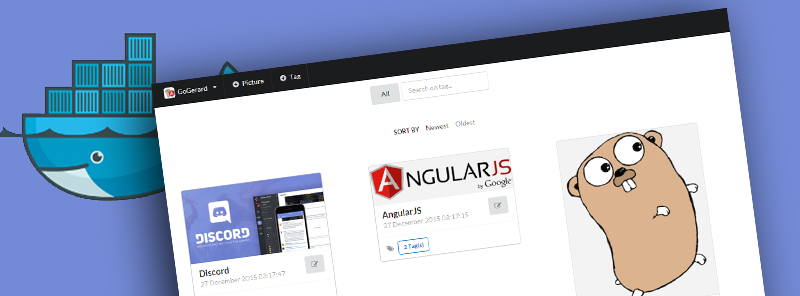 GoGerard Picture Tag
All Search on tag...
SORT BY Newest Oldest
DISCORD
Discord
27 December 2015 03:17:47
ANGULARJS
by Google
AngularJS
27 December 2015 03:17:15
2 Tag(s)